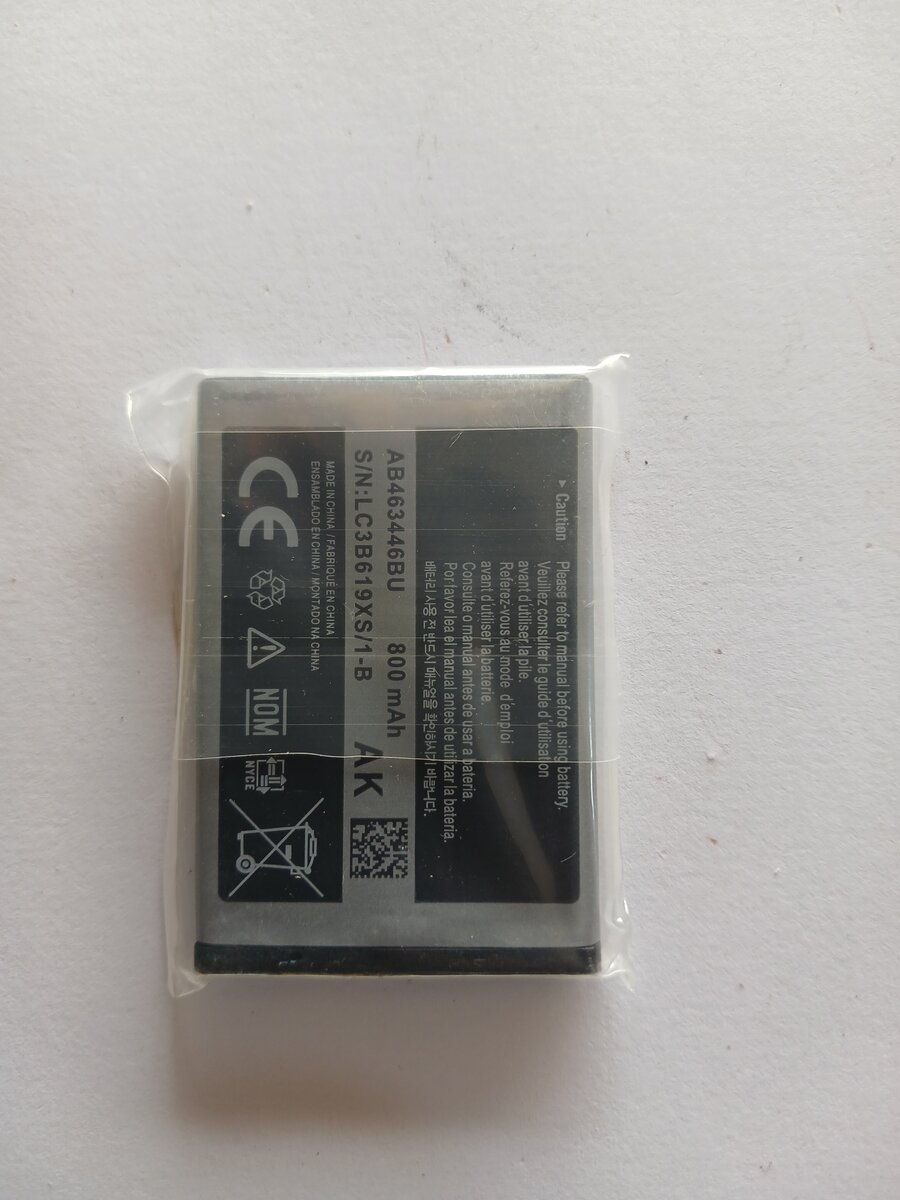 ▸ Caution
Please refer to manual before using battery.
Veuillez consulter le guide d'utilisation
avant d'utiliser la pile.
Referez-vous au mode d'emploi
avant d'utiliser la batterie.
Consulte o manual antes de usar a bateria.
Por favor lea el manual antes de utilizar la bateria.
배터리 사용 전 반드시 매뉴얼을 확인하시기 바랍니다.
AB463446BU 800 mAh
S/N:LC3B619XS/1-B AK
MADE IN CHINA / FABRIQUÉ EN CHINA
ENSAMBLADO EN CHINA / MONTADO NA CHINA
CE
NOM
NYCE